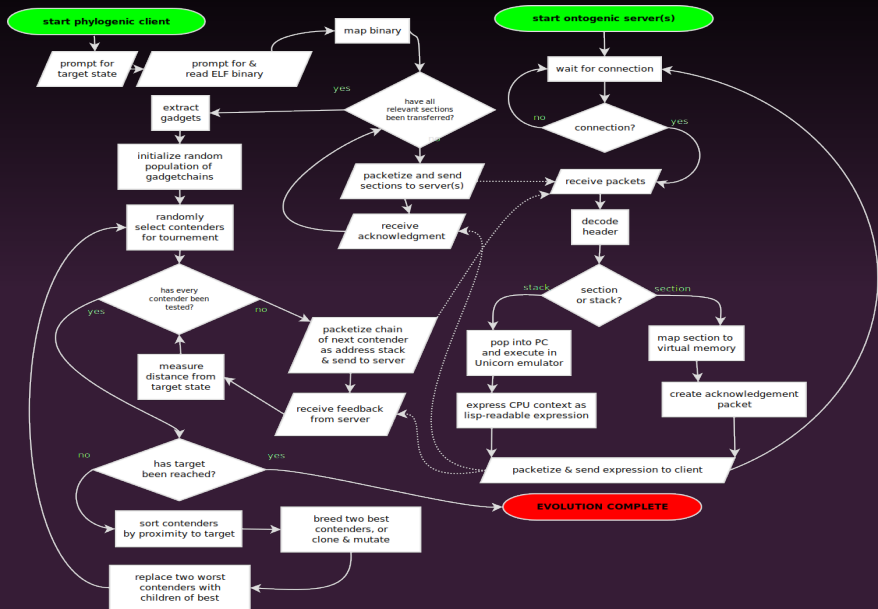 start phylogenic client
start ontogenic server(s)
map binary
prompt for
target state
prompt for &
read ELF binary
wait for connection
yes
have all
relevant sections
been transferred?
no
extract
gadgets
no
connection?
yes
initialize random
population of
gadgetchains
packetize and send
sections to server(s)
receive packets
randomly
select contenders
for tournement
receive
acknowledgment
decode
header
has every
contender been
tested?
yes
no
stack
section
or stack?
section
packetize chain
of next contender
as address stack
& send to server
pop into PC
and execute in
Unicorn emulator
map section to
virtual memory
measure
distance from
target state
receive feedback
from server
express CPU context as
lisp-readable expression
create acknowledgement
packet
no
has target
been reached?
yes
packetize & send expression to client
EVOLUTION COMPLETE
sort contenders
by proximity to target
breed two best
contenders, or
clone & mutate
replace two worst
contenders with
children of best